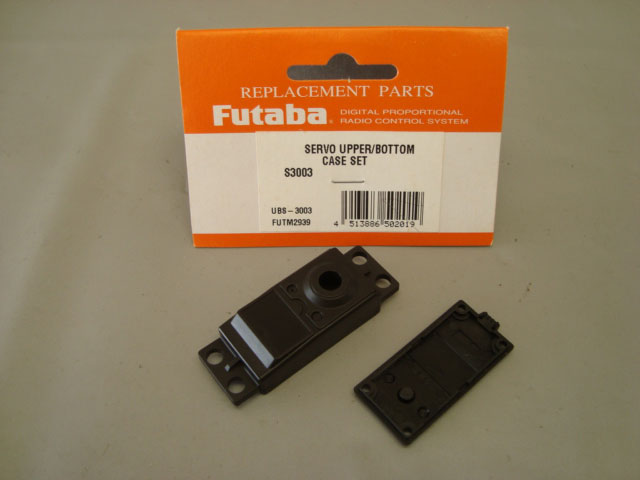 REPLACEMENT PARTS
Futaba® DIGITAL PROPORTIONAL
RADIO CONTROL SYSTEM
SERVO UPPER/BOTTOM
CASE SET
S3003
UBS-3003
FUTM2939
4 513886 502019